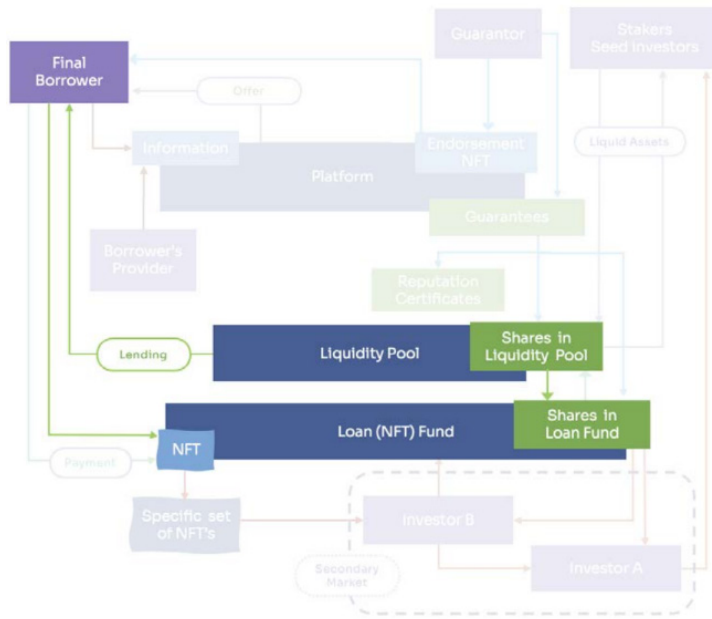 Final
Borrower
Guarantor
Stakers
Seed Investors
Offer
Information
Endorsement
NFT
Liquid Assets
Platform
Guarantees
Borrower's
Provider
Reputation
Certificates
Lending
Liquidity Pool
Shares in
Liquidity Pool
Loan (NFT) Fund
Shares in
Loan Fund
NFT
Payment
Specific set
of NFT's
Investor B
Secondary
Market
Investor A